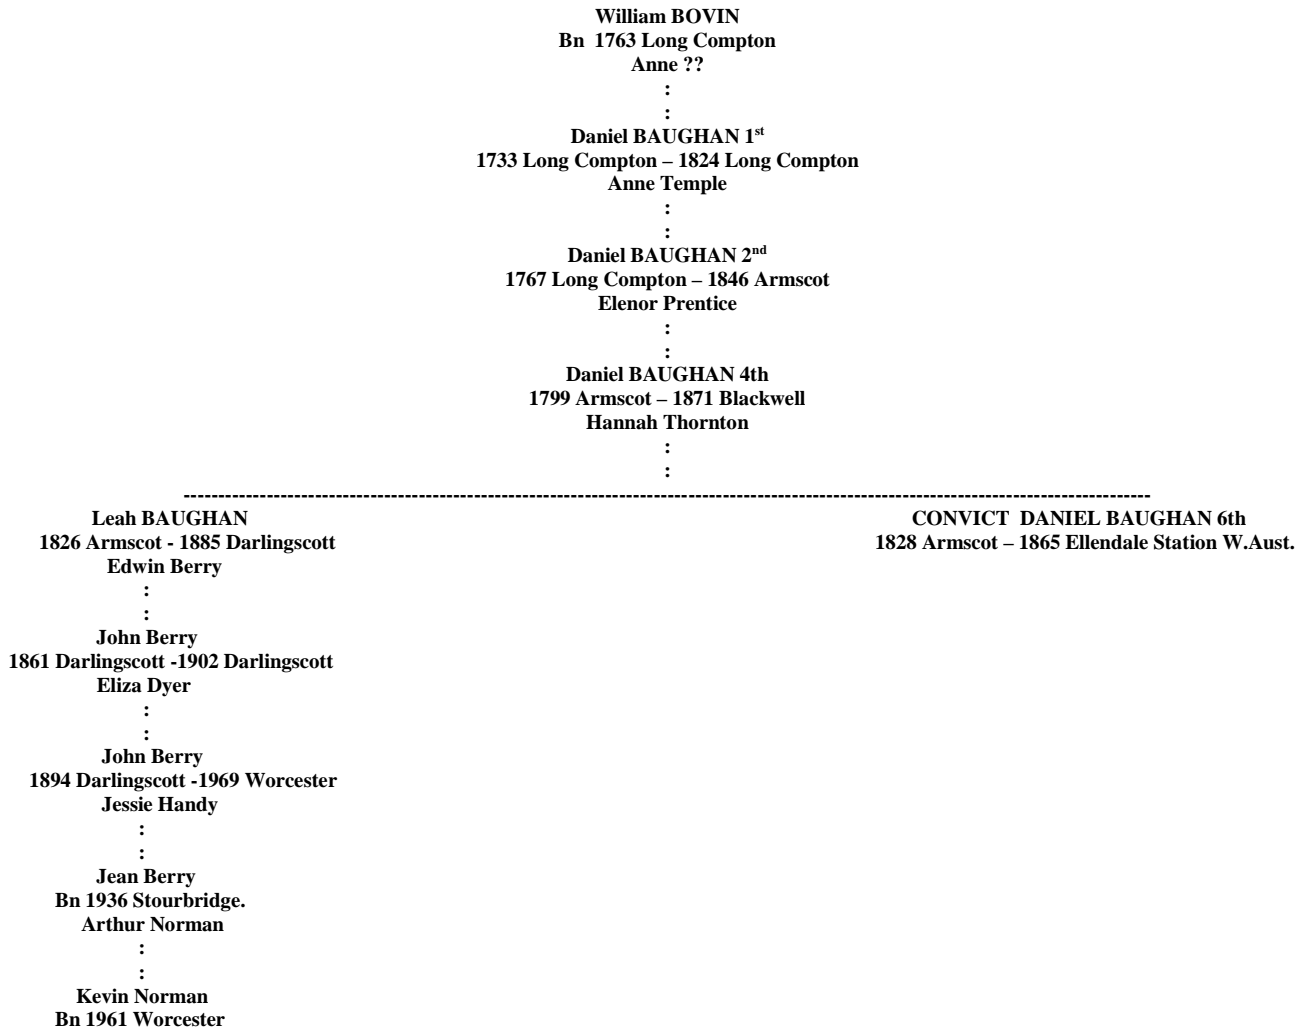 William BOVIN
Bn  1763 Long Compton
Anne ??
:
:
Daniel BAUGHAN 1st
1733 Long Compton – 1824 Long Compton
Anne Temple
:
:
Daniel BAUGHAN 2nd
1767 Long Compton – 1846 Armscot
Elenor Prentice
:
:
Daniel BAUGHAN 4th
1799 Armscot – 1871 Blackwell
Hannah Thornton
:
:
--------------------------------------------------------------------------------------------------------------------------------------------
Leah BAUGHAN
1826 Armscot - 1885 Darlingscott
Edwin Berry
:
:
John Berry
1861 Darlingscott -1902 Darlingscott
Eliza Dyer
:
:
John Berry
1894 Darlingscott -1969 Worcester
Jessie Handy
:
:
Jean Berry
Bn 1936 Stourbridge.
Arthur Norman
:
:
Kevin Norman
Bn 1961 Worcester
CONVICT  DANIEL BAUGHAN 6th
1828 Armscot – 1865 Ellendale Station W.Aust.